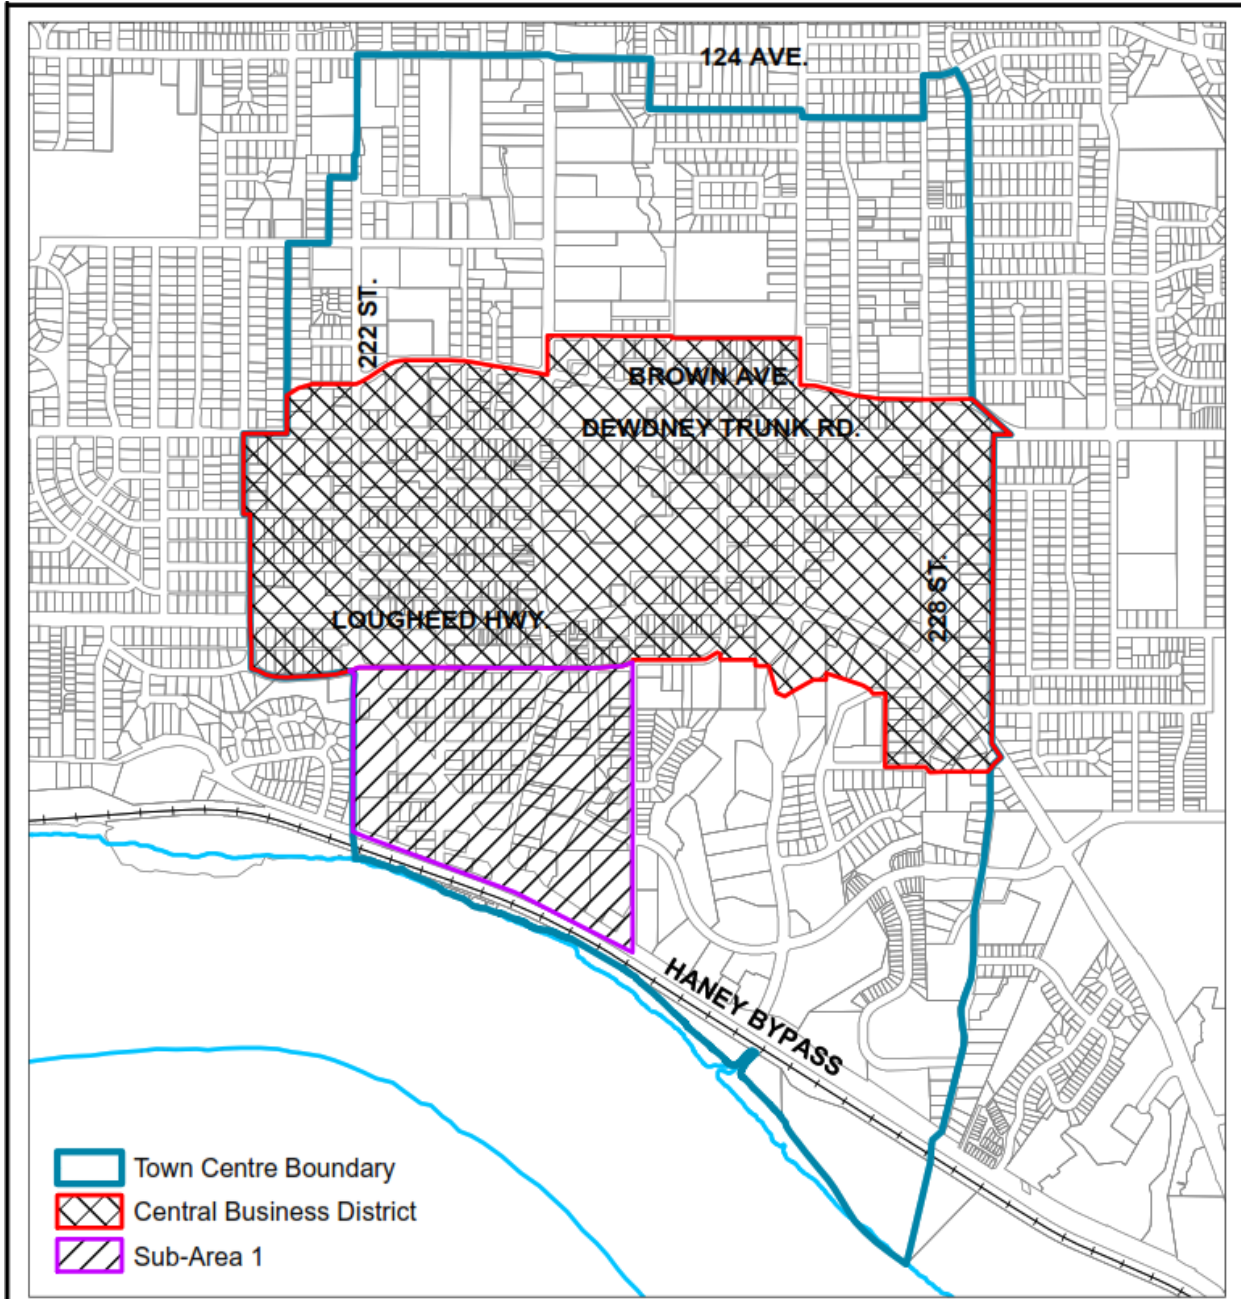 124 AVE.
222 ST.
BROWN AVE.
DEWDNEY TRUNK RD.
228 ST.
LOUGHEED HWY.
HANEY BYPASS
Town Centre Boundary
Central Business District
Sub-Area 1